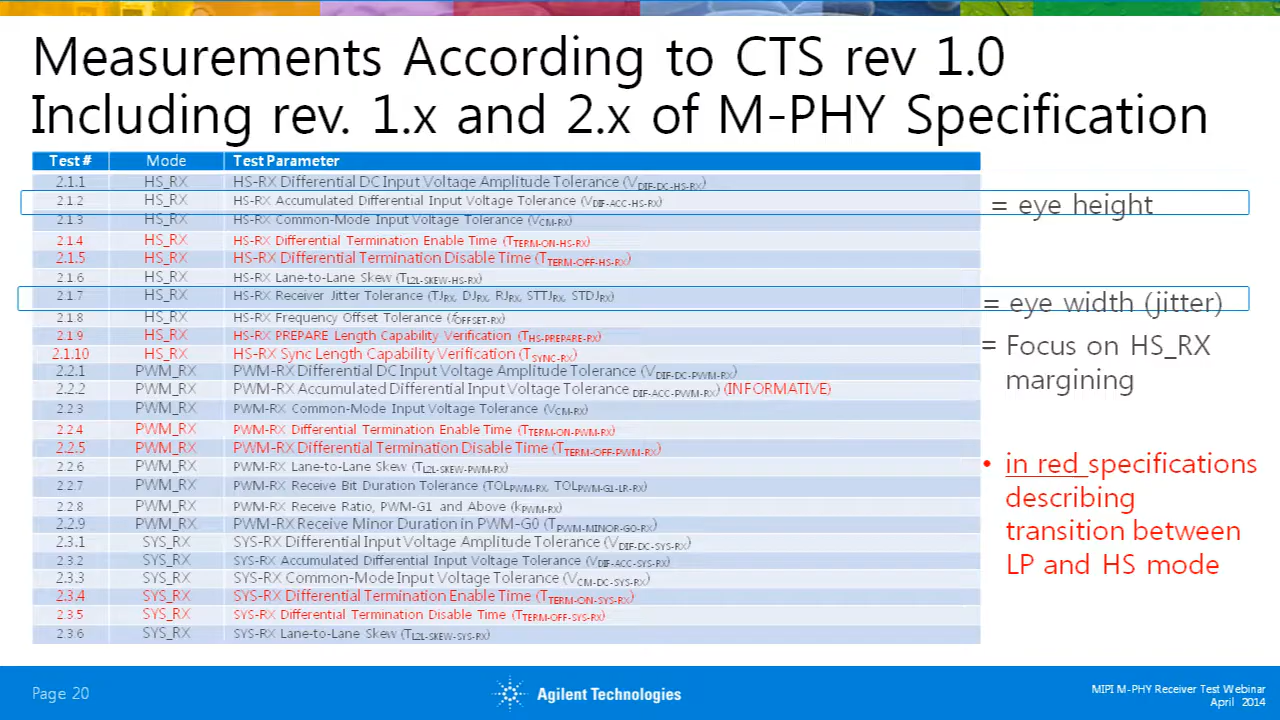 Measurements According to CTS rev 1.0
Including rev. 1.x and 2.x of M-PHY Specification
Test # Mode Test Parameter
2.1.1 HS_RX HS-RX Differential DC Input Voltage Amplitude Tolerance (VDIF-DC-HS-RX)
2.1.2 HS_RX HS-RX Accumulated Differential Input Voltage Tolerance (VDIF-ACC-HS-RX)
= eye height
2.1.3 HS_RX HS-RX Common-Mode Input Voltage Tolerance (VCM-RX)
2.1.4 HS_RX HS-RX Differential Termination Enable Time (TTERM-ON-HS-RX)
2.1.5 HS_RX HS-RX Differential Termination Disable Time (TTERM-OFF-HS-RX)
2.1.6 HS_RX HS-RX Lane-to-Lane Skew (TL2L-SKEW-HS-RX)
2.1.7 HS_RX HS-RX Receiver Jitter Tolerance (TJRX, DJRX, RJRX, STTJRX, STDJRX)
= eye width (jitter)
2.1.8 HS_RX HS-RX Frequency Offset Tolerance (fOFFSET-RX)
2.1.9 HS_RX HS-RX PREPARE Length Capability Verification (THS-PREPARE-RX)
2.1.10 HS_RX HS-RX Sync Length Capability Verification (TSYNC-RX)
2.2.1 PWM_RX PWM-RX Differential DC Input Voltage Amplitude Tolerance (VDIF-DC-PWM-RX)
2.2.2 PWM_RX PWM-RX Accumulated Differential Input Voltage Tolerance DIF-ACC-PWM-RX) (INFORMATIVE)
2.2.3 PWM_RX PWM-RX Common-Mode Input Voltage Tolerance (VCM-RX)
2.2.4 PWM_RX PWM-RX Differential Termination Enable Time (TTERM-ON-PWM-RX)
2.2.5 PWM_RX PWM-RX Differential Termination Disable Time (TTERM-OFF-PWM-RX)
2.2.6 PWM_RX PWM-RX Lane-to-Lane Skew (TL2L-SKEW-PWM-RX)
2.2.7 PWM_RX PWM-RX Receive Bit Duration Tolerance (TOLPWM-RX, TOLPWM-G1-LR-RX)
2.2.8 PWM_RX PWM-RX Receive Ratio, PWM-G1 and Above (kPWM-RX)
2.2.9 PWM_RX PWM-RX Receive Minor Duration in PWM-G0 (TPWM-MINOR-G0-RX)
2.3.1 SYS_RX SYS-RX Differential Input Voltage Amplitude Tolerance (VDIF-DC-SYS-RX)
2.3.2 SYS_RX SYS-RX Accumulated Differential Input Voltage Tolerance (VDIF-ACC-SYS-RX)
2.3.3 SYS_RX SYS-RX Common-Mode Input Voltage Tolerance (VCM-DC-SYS-RX)
2.3.4 SYS_RX SYS-RX Differential Termination Enable Time (TTERM-ON-SYS-RX)
2.3.5 SYS_RX SYS-RX Differential Termination Disable Time (TTERM-OFF-SYS-RX)
2.3.6 SYS_RX SYS-RX Lane-to-Lane Skew (TL2L-SKEW-SYS-RX)
= Focus on HS_RX
margining
• in red specifications
describing
transition between
LP and HS mode
Page 20
Agilent Technologies
MIPI M-PHY Receiver Test Webinar
April 2014